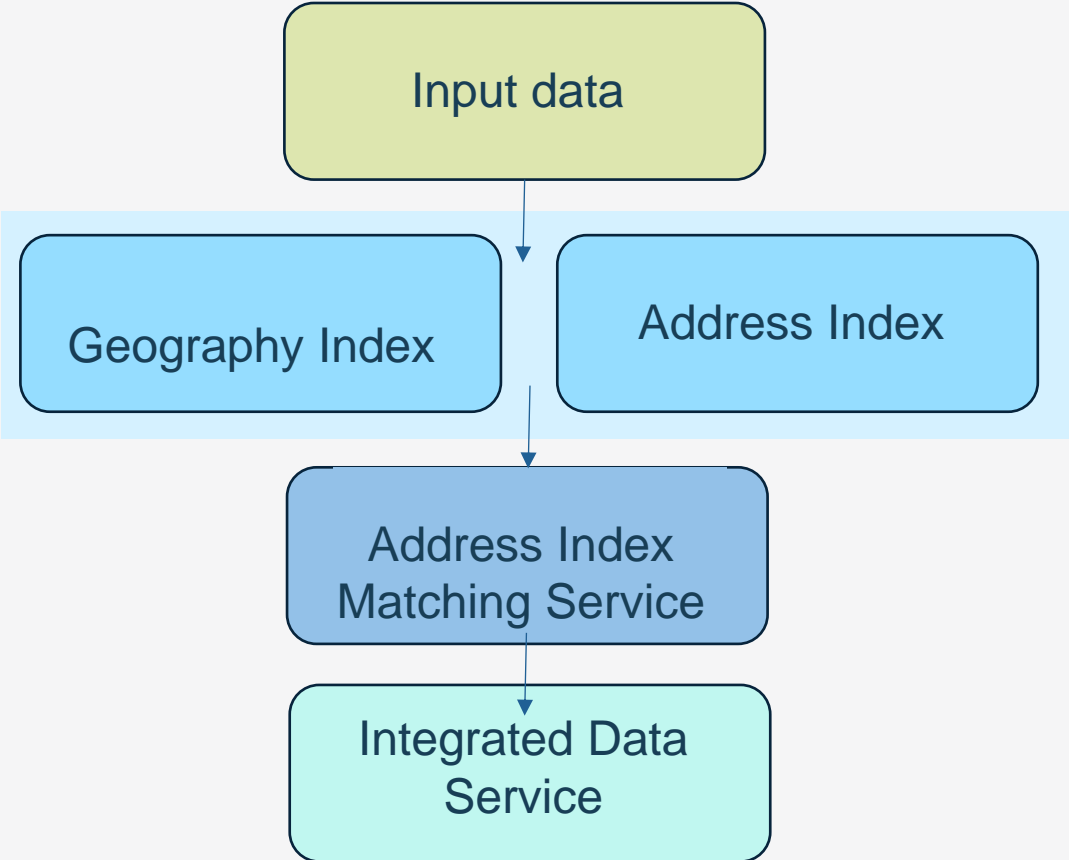 Input data
Geography Index
Address Index
Address Index
Matching Service
Integrated Data
Service